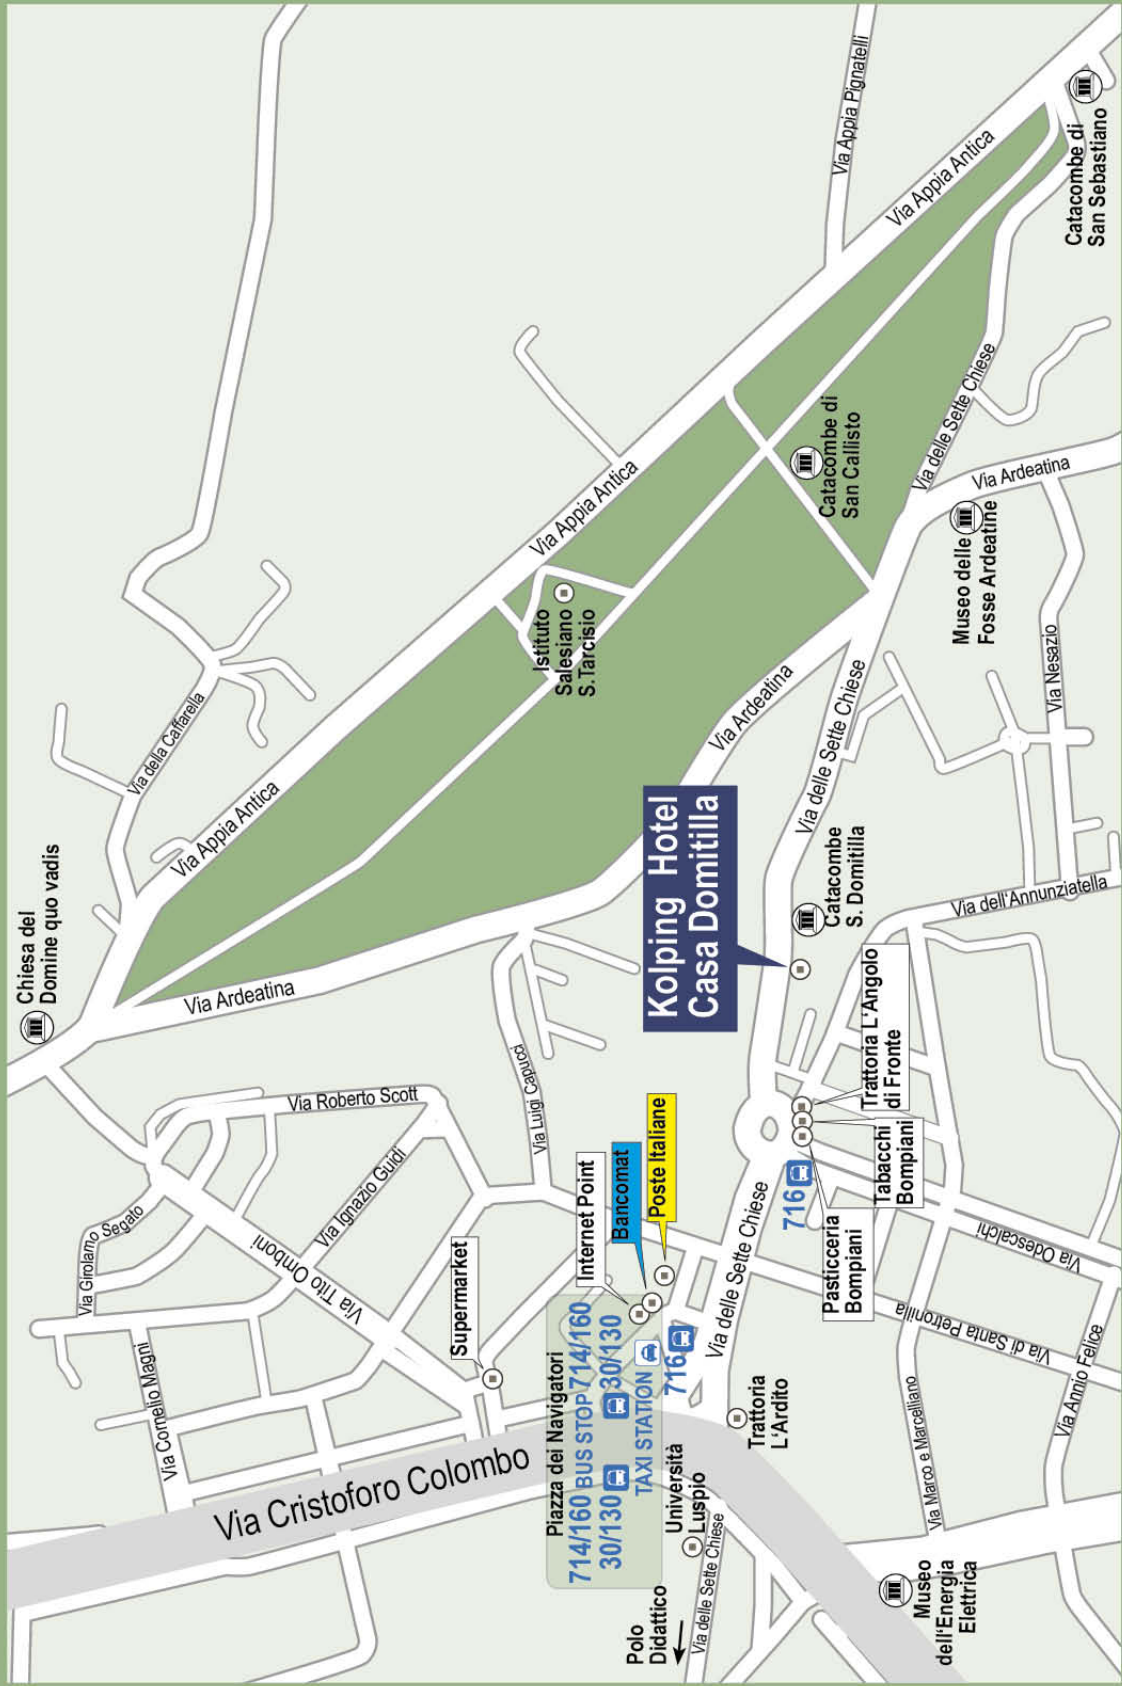 Chiesa del
Domine quo vadis
Via della Caffarella
Via Appia Antica
Via Appia Antica
Via Appia Antica
Via Appia Pignatelli
Catacombe di
San Sebastiano
Via Ardeatina
Via Ardeatina
Via Ardeatina
Istituto
Salesiano
S.Tarcisio
Catacombe di
San Callisto
Via delle Sette Chiese
Museo delle
Fosse Ardeatine
Via Nesazio
Via delle Sette Chiese
Kolping Hotel
Casa Domitilla
Catacombe
S. Domitilla
Via dell'Annunziatella
Via Roberto Scott
Via Luigi Capucci
Via Ignazio Guidi
Via Girolamo Segato
Via Tito Omboni
Via Cornelio Magni
Supermarket
Internet Point
Bancomat
Poste Italiane
Trattoria L'Angolo
di Fronte
Tabacchi
Bompiani
Pasticceria
Bompiani
716
Via delle Sette Chiese
Via Odescalchi
Via di Santa Petronilla
Via Annio Felice
Via Marco e Marcelliano
Piazza dei Navigatori
714/160 BUS STOP 714/160
30/130 30/130
TAXI STATION
716
Trattoria
L'Ardito
Via Cristoforo Colombo
Università
Luspio
Via delle Sette Chiese
Polo
Didattico
Museo
dell'Energia
Elettrica